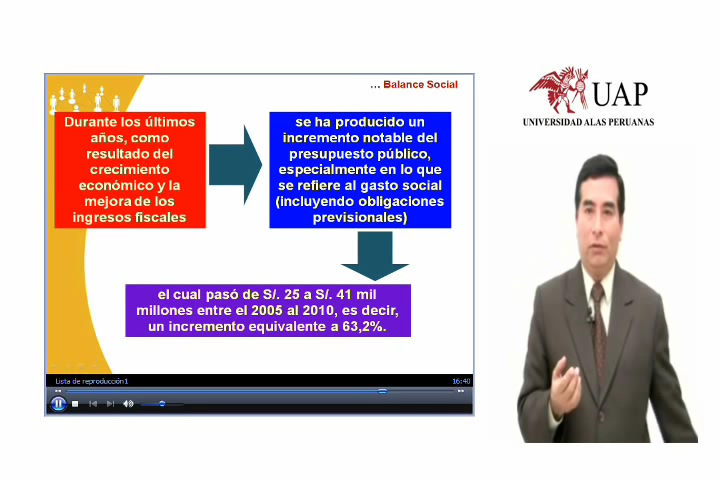 ... Balance Social
Durante los últimos
años, como
resultado del
crecimiento
económico y la
mejora de los
ingresos fiscales
se ha producido un
incremento notable del
presupuesto público,
especialmente en lo que
se refiere al gasto social
(incluyendo obligaciones
previsionales)
el cual pasó de S/. 25 a S/. 41 mil
millones entre el 2005 al 2010, es decir,
un incremento equivalente a 63,2%.
Lista de reproducción1
16:40
UAP
UNIVERSIDAD ALAS PERUANAS